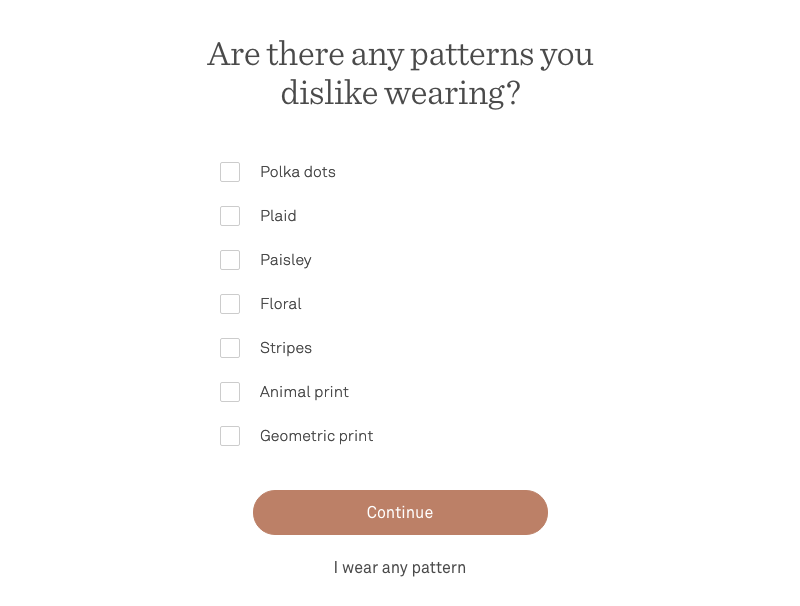 Are there any patterns you
dislike wearing?
Polka dots
Plaid
Paisley
Floral
Stripes
Animal print
Geometric print
Continue
I wear any pattern